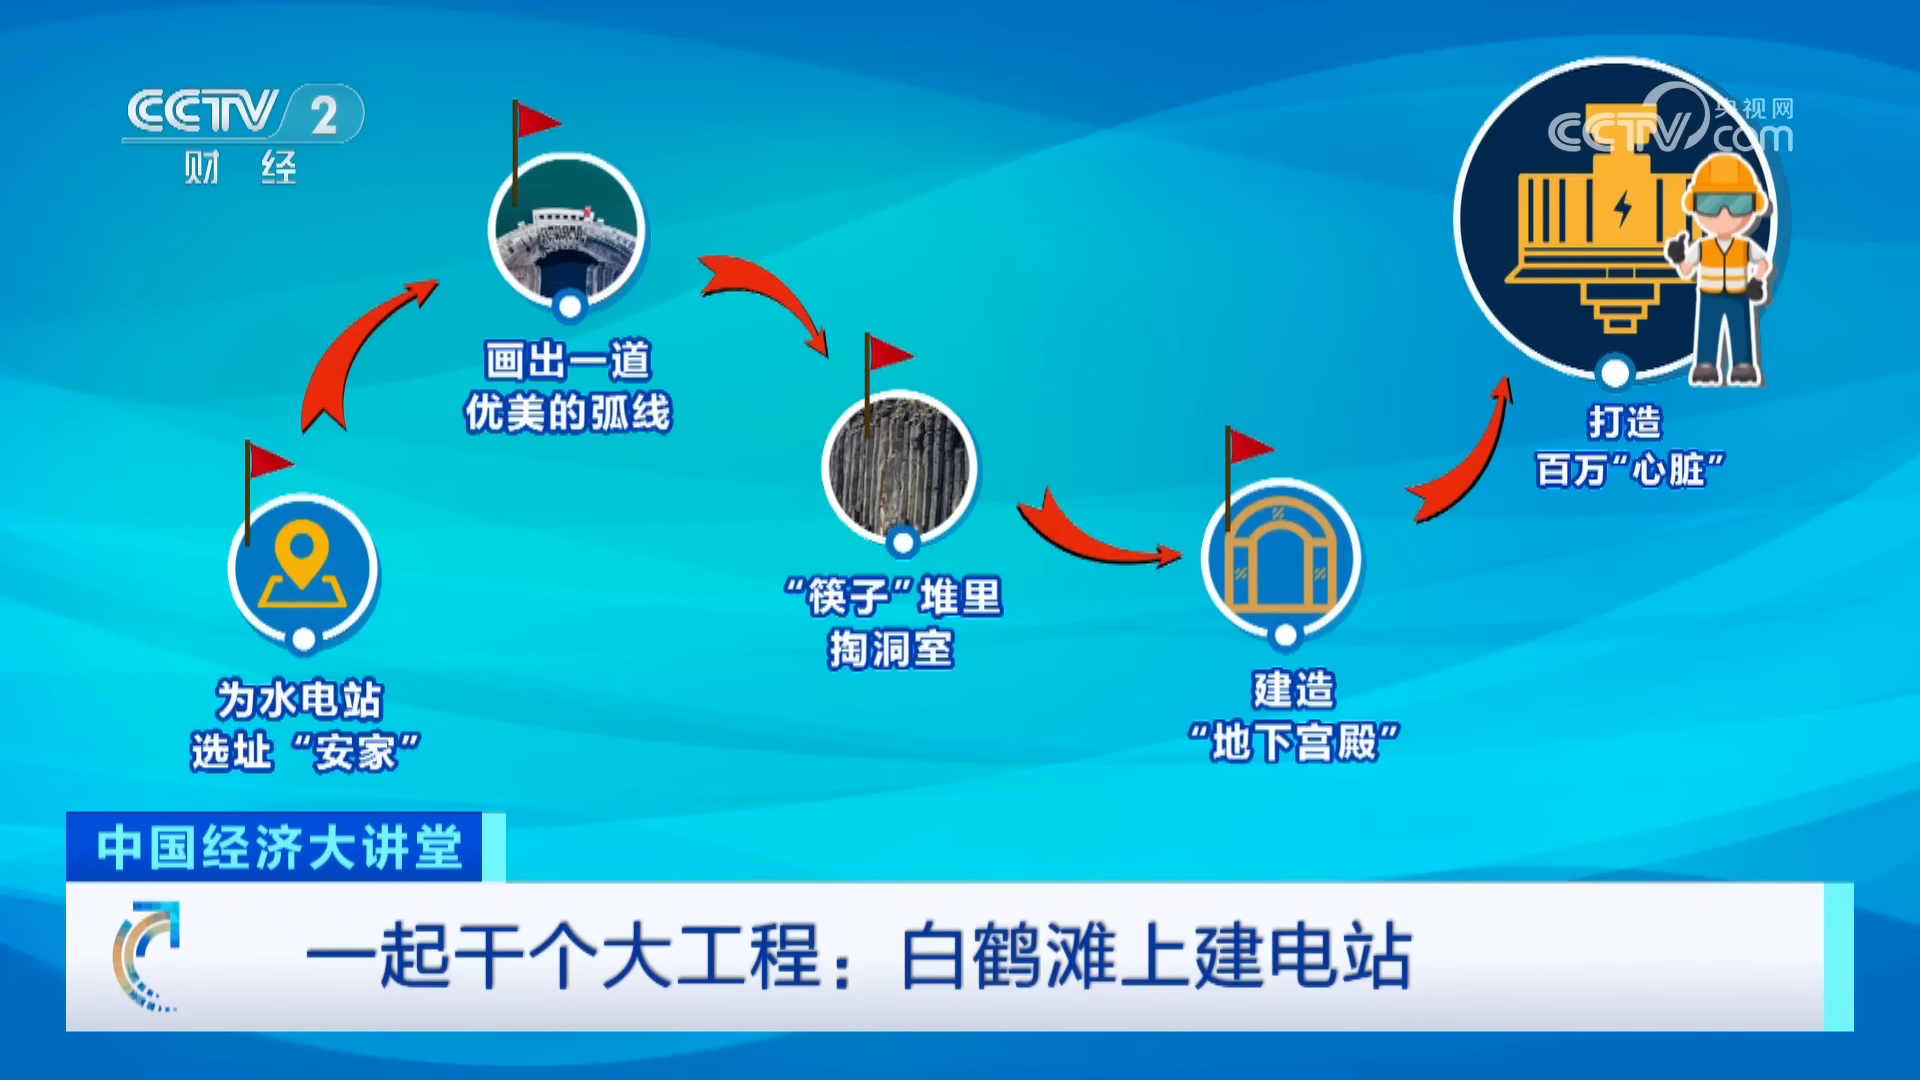 CCTV 2
财 经
央视网
CCTV.com
画出一道
优美的弧线
“筷子”堆里
掏洞室
打造
百万“心脏”
为水电站
选址“安家”
建造
“地下宫殿”
中国经济大讲堂
一起干个大工程：白鹤滩上建电站